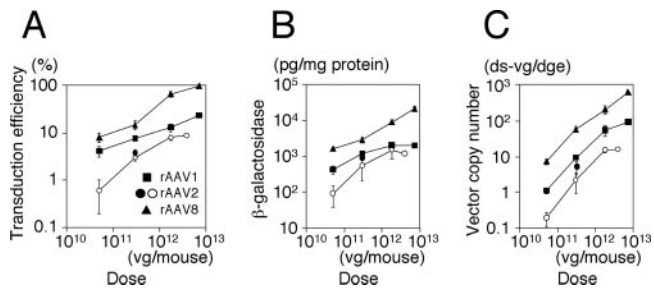 A
B
C
(%)
(pg/mg protein)
(ds-vg/dge)
Transduction efficiency
100
10
1
0.1
rAAV1
rAAV2
rAAV8
10^10
10^11
10^12
10^13
(vg/mouse)
Dose
β-galactosidase
10^5
10^4
10^3
10^2
10
10^10
10^11
10^12
10^13
(vg/mouse)
Dose
Vector copy number
10^3
10^2
10
1
0.1
10^10
10^11
10^12
10^13
(vg/mouse)
Dose